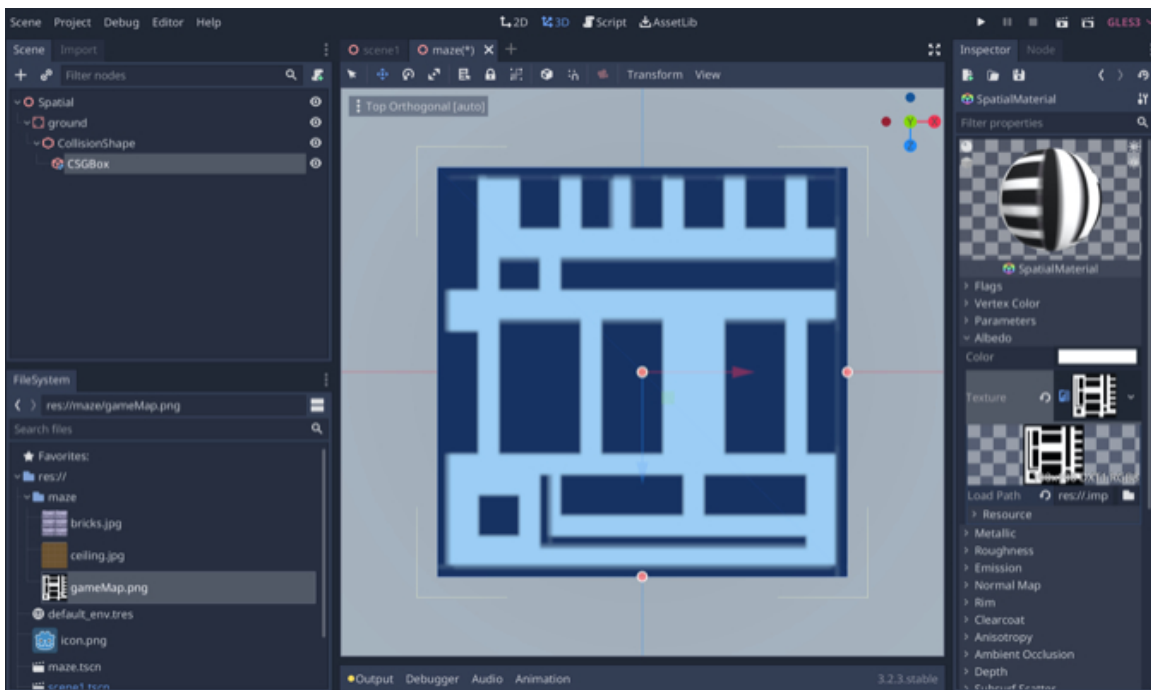 Scene Project Debug Editor Help 2D 3D Script AssetLib GLES3
Scene Import
Filter nodes
Spatial
ground
CollisionShape
CSGBox
FileSystem
res://maze/gameMap.png
Search files
Favorites:
res://
maze
bricks.jpg
ceiling.jpg
gameMap.png
default_env.tres
icon.png
maze.tscn
scene1.tscn
scene1 maze(*)
Transform View
Top Orthogonal [auto]
Y X
Z
Output Debugger Audio Animation 3.2.3.stable
Inspector Node
SpatialMaterial
Filter properties
SpatialMaterial
Flags
Vertex Color
Parameters
Albedo
Color
Texture
Load Path res://.imp
Resource
Metallic
Roughness
Emission
Normal Map
Rim
Clearcoat
Anisotropy
Ambient Occlusion
Depth
Subsurf Scatter